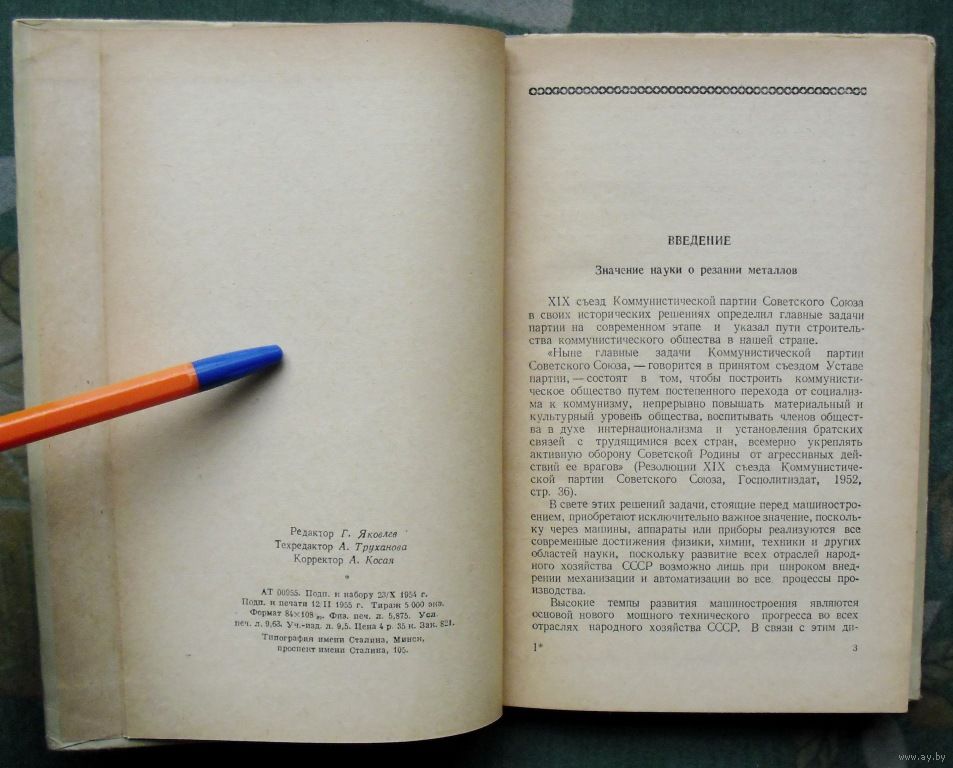 Редактор Г. Яковлев
Техредактор А. Труханова
Корректор А. Косая
*
АТ 00955. Подп. к набору 23/X 1954 г.
Подп. к печати 12/II 1955 г. Тираж 5 000 экз.
Формат 84×108 Физ. печ. л. 5,875. Усл.
печ. л. 9,63. Уч.-изд. л. 9,5. Цена 4 р. 35 к. Зак. 821.
Типография имени Сталина, Минск,
проспект имени Сталина, 105.
ВВЕДЕНИЕ
Значение науки о резании металлов
XIX съезд Коммунистической партии Советского Союза
в своих исторических решениях определил главные задачи
партии на современном этапе и указал пути строитель-
ства коммунистического общества в нашей стране.
«Ныне главные задачи Коммунистической партии
Советского Союза, — говорится в принятом съездом Уставе
партии, — состоят в том, чтобы построить коммунисти-
ческое общество путем постепенного перехода от социализ-
ма к коммунизму, непрерывно повышать материальный и
культурный уровень общества, воспитывать членов общест-
ва в духе интернационализма и установления братских
связей с трудящимися всех стран, всемерно укреплять
активную оборону Советской Родины от агрессивных дей-
ствий ее врагов» (Резолюции XIX съезда Коммунистиче-
ской партии Советского Союза, Госполитиздат, 1952,
стр. 36).
В свете этих решений задачи, стоящие перед машиностро-
ением, приобретают исключительно важное значение, посколь-
ку через машины, аппараты или приборы реализуются все
современные достижения физики, химии, техники и других
областей науки, поскольку развитие всех отраслей народ-
ного хозяйства СССР возможно лишь при широком внед-
рении механизации и автоматизации во все процессы про-
изводства.
Высокие темпы развития машиностроения являются
основой нового мощного технического прогресса во всех
отраслях народного хозяйства СССР. В связи с этим ди-
1*
3
www.ay.by